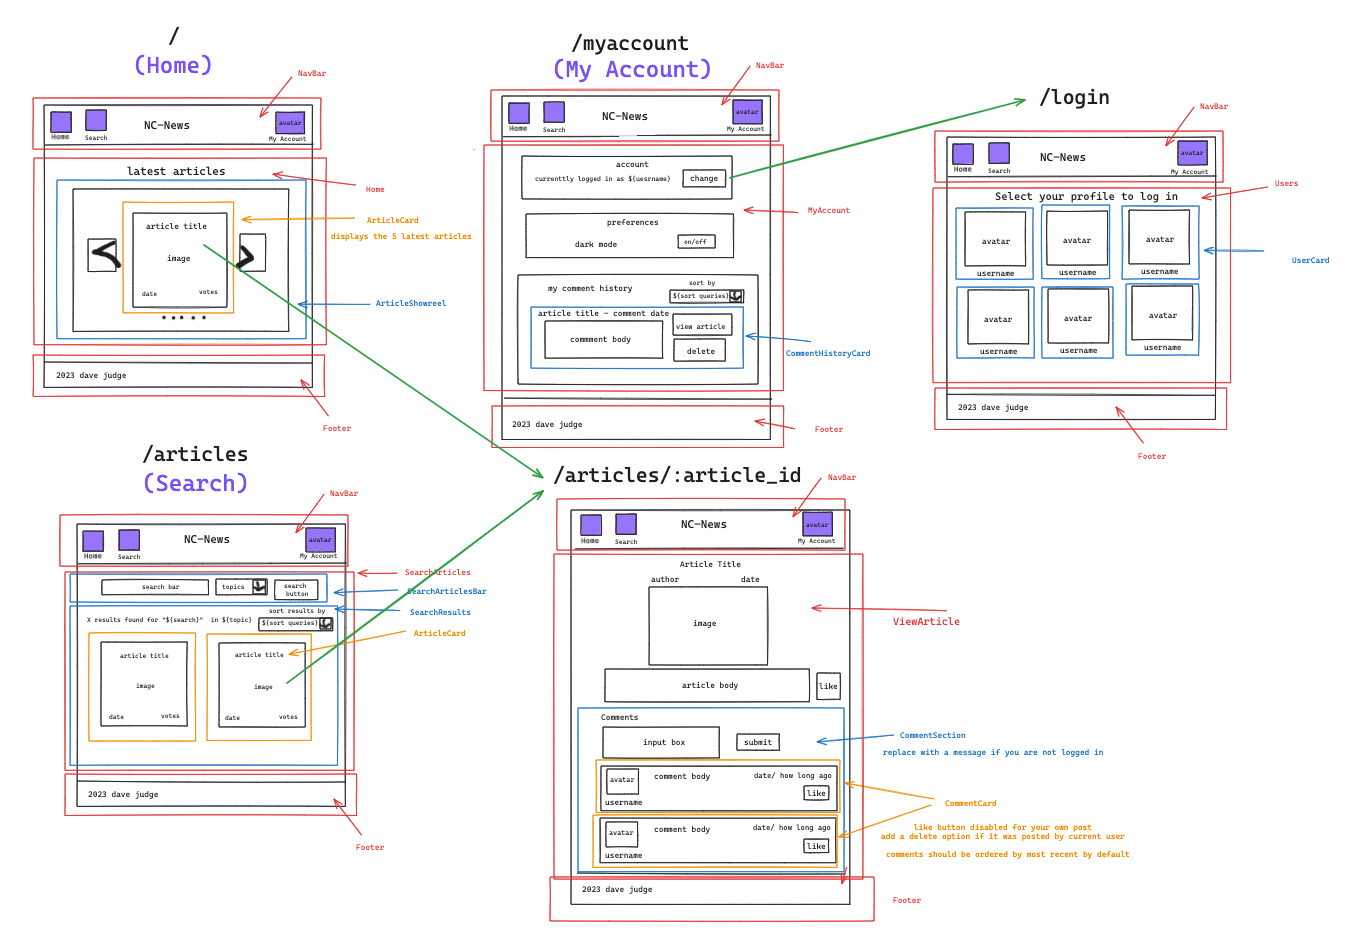 /
(Home)
NavBar
Home
Search
NC-News
avatar
My Account
latest articles
Home
article title
image
date
votes
ArticleCard
displays the 5 latest articles
ArticleShowreel
2023 dave judge
Footer
/myaccount
(My Account)
NavBar
Home
Search
NC-News
avatar
My Account
account
currenttly logged in as ${uesrname}
change
MyAccount
preferences
dark mode
on/off
my comment history
sort by
${sort queries}
article title - comment date
commment body
view article
delete
CommentHistoryCard
2023 dave judge
Footer
/login
NavBar
Home
Search
NC-News
avatar
My Account
Users
Select your profile to log in
avatar
username
avatar
username
avatar
username
UserCard
avatar
username
avatar
username
avatar
username
2023 dave judge
Footer
/articles
(Search)
NavBar
Home
Search
NC-News
avatar
My Account
SearchArticles
search bar
topics
search
button
SearchArticlesBar
sort results by
SearchResults
X results found for "${search}" in ${topic}
${sort queries}
ArticleCard
article title
image
date
votes
article title
image
date
votes
2023 dave judge
Footer
/articles/:article_id
NavBar
Home
Search
NC-News
avatar
My Account
Article Title
author
date
image
ViewArticle
article body
like
Comments
input box
submit
CommentSection
replace with a message if you are not logged in
avatar
username
comment body
date/ how long ago
like
CommentCard
like button disabled for your own post
add a delete option if it was posted by current user
comments should be ordered by most recent by default
avatar
username
comment body
date/ how long ago
like
2023 dave judge
Footer